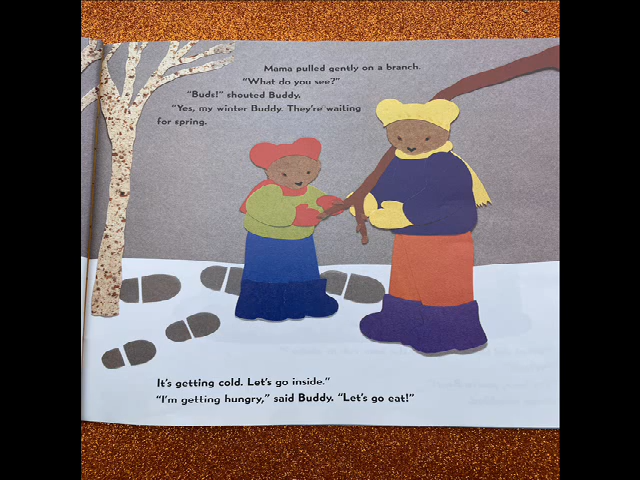 Mama pulled gently on a branch.
"What do you see?"
"Buds!" shouted Buddy.
"Yes, my winter Buddy. They're waiting
for spring.
It's getting cold. Let's go inside."
"I'm getting hungry," said Buddy. "Let's go eat!"